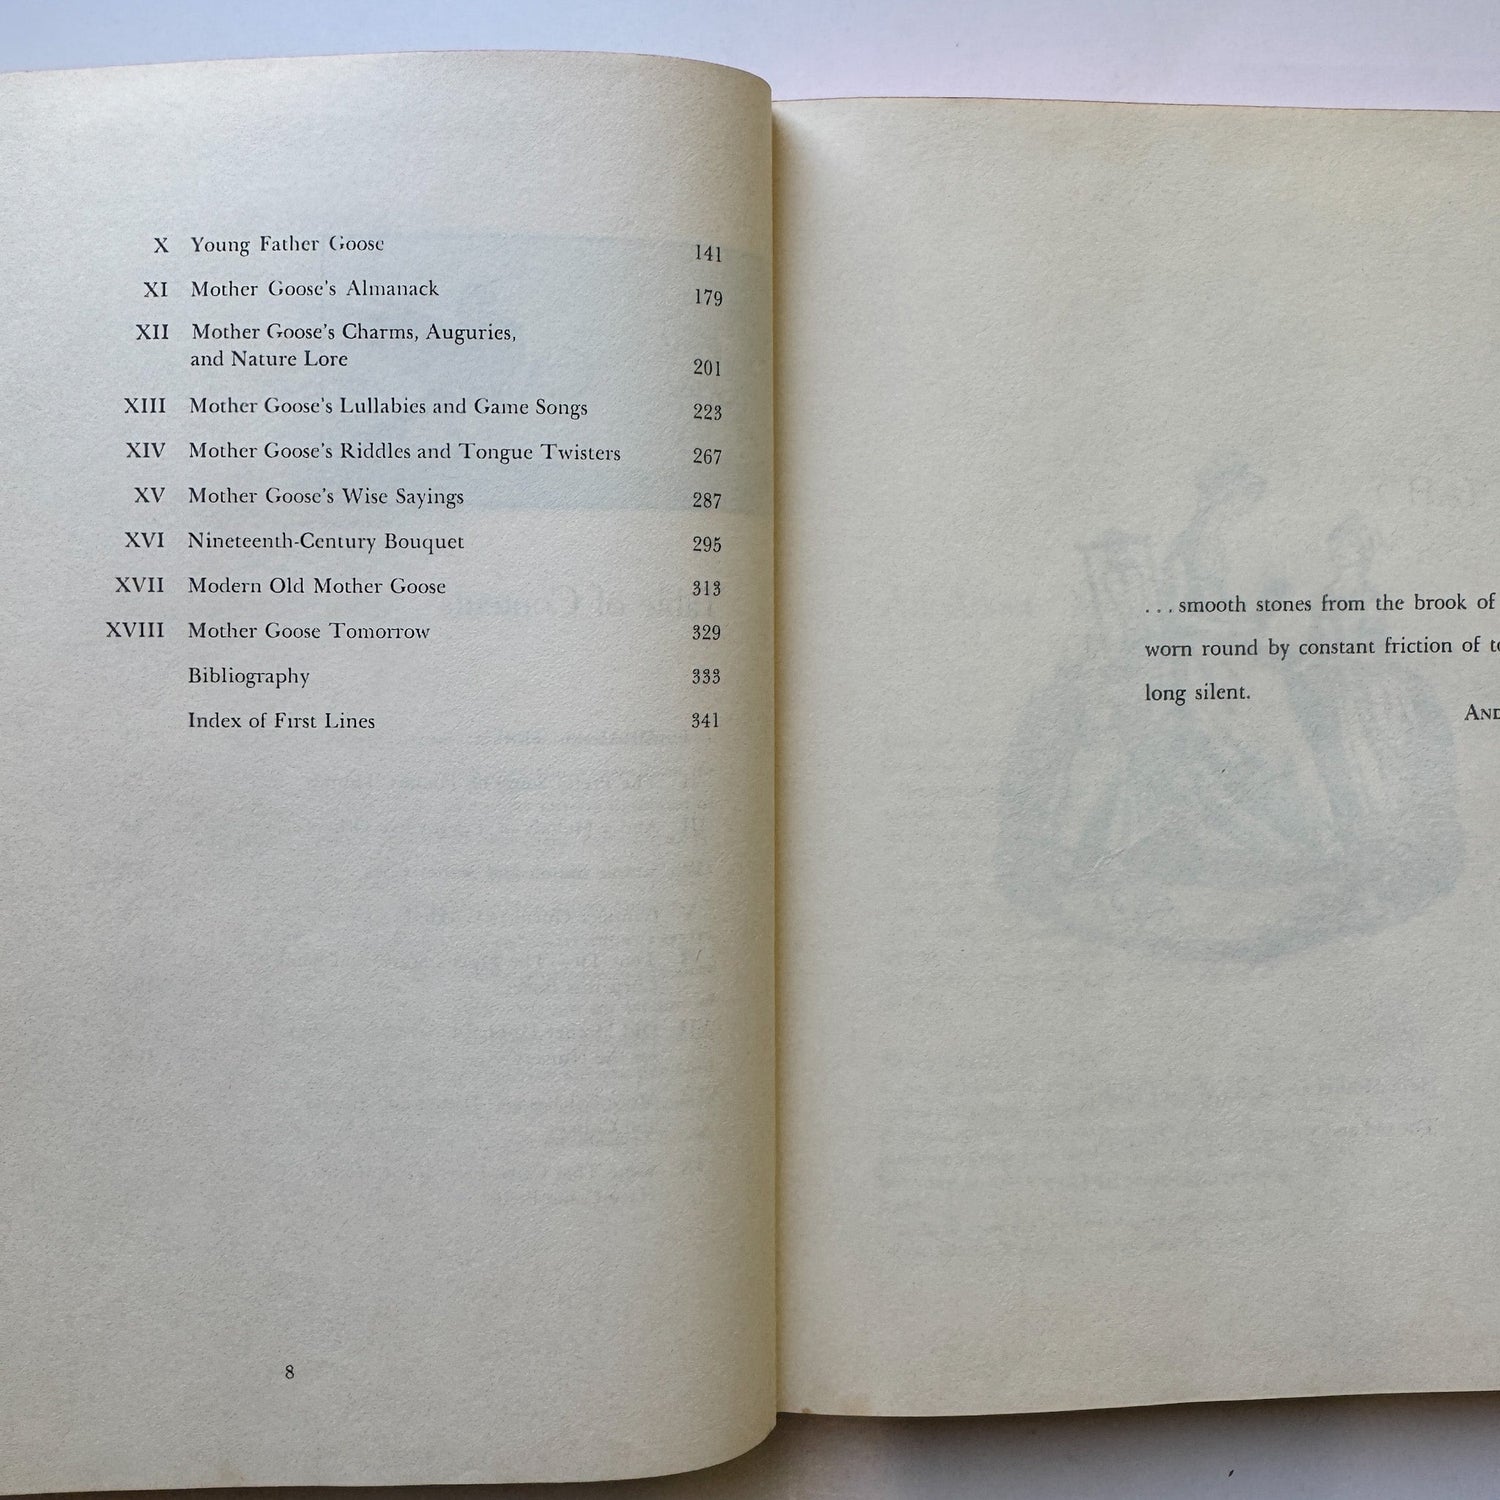 X Young Father Goose 141
XI Mother Goose's Almanack 179
XII Mother Goose's Charms, Auguries,
and Nature Lore 201
XIII Mother Goose's Lullabies and Game Songs 223
XIV Mother Goose's Riddles and Tongue Twisters 267
XV Mother Goose's Wise Sayings 287
XVI Nineteenth-Century Bouquet 295
XVII Modern Old Mother Goose 313
XVIII Mother Goose Tomorrow 329
Bibliography 333
Index of First Lines 341
8
...smooth stones from the brook of
worn round by constant friction of
long silent.